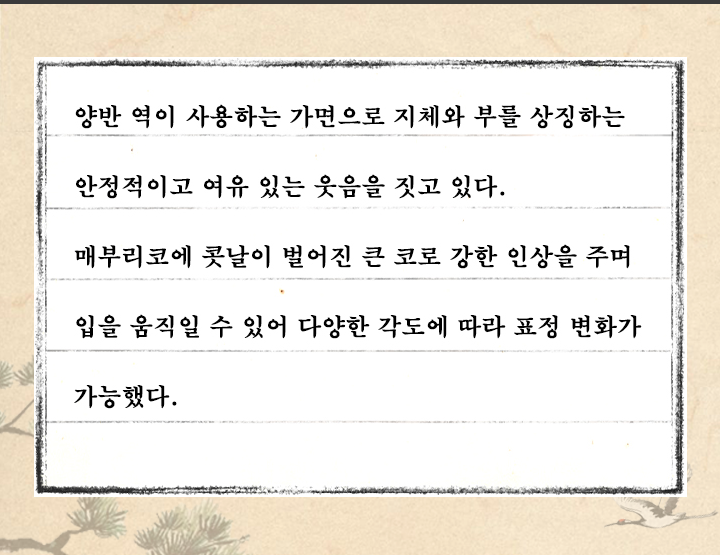 양반 역이 사용하는 가면으로 지체와 부를 상징하는
안정적이고 여유 있는 웃음을 짓고 있다.
매부리코에 콧날이 벌어진 큰 코로 강한 인상을 주며
입을 움직일 수 있어 다양한 각도에 따라 표정 변화가
가능했다.